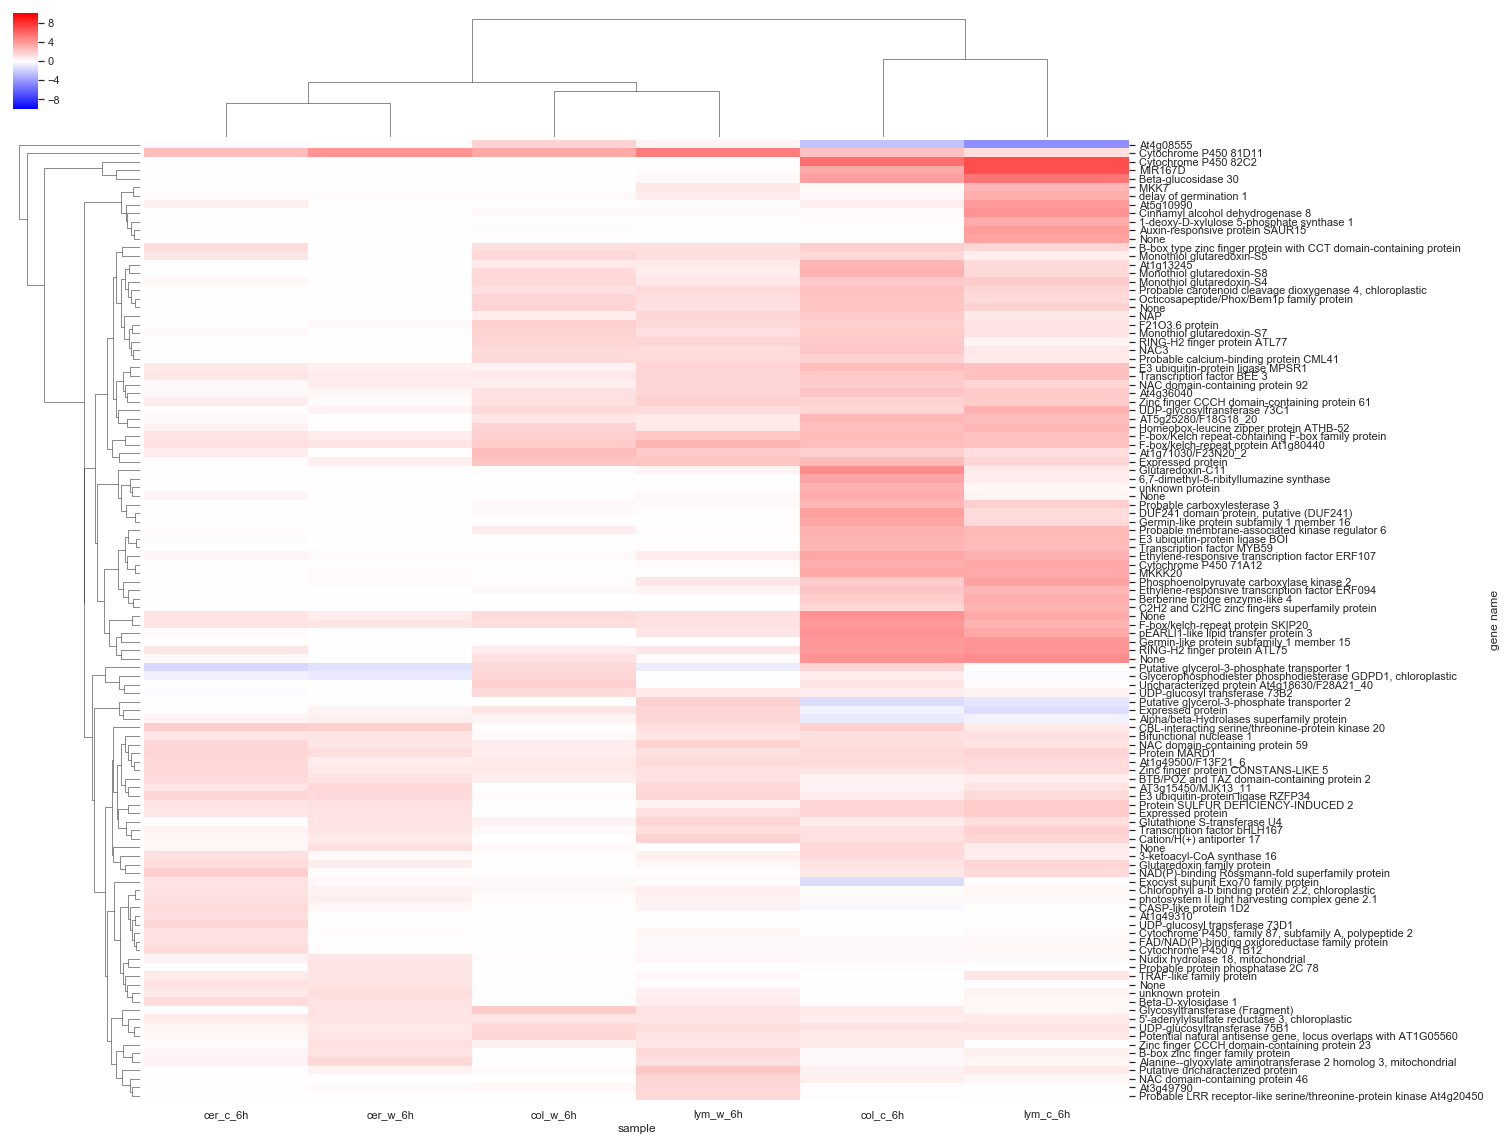 8
4
0
−4
−8
At4g08555
Cytochrome P450 81D11
Cytochrome P450 82C2
MIR167D
Beta-glucosidase 30
MKK7
delay of germination 1
At5g10990
Cinnamyl alcohol dehydrogenase 8
1-deoxy-D-xylulose 5-phosphate synthase 1
Auxin-responsive protein SAUR15
None
B-box type zinc finger protein with CCT domain-containing protein
Monothiol glutaredoxin-S5
At1g13245
Monothiol glutaredoxin-S8
Monothiol glutaredoxin-S4
Probable carotenoid cleavage dioxygenase 4, chloroplastic
Octicosapeptide/Phox/Bem1p family protein
None
NAP
F21O3.6 protein
Monothiol glutaredoxin-S7
RING-H2 finger protein ATL77
NAC3
Probable calcium-binding protein CML41
E3 ubiquitin-protein ligase MPSR1
Transcription factor BEE 3
NAC domain-containing protein 92
At4g36040
Zinc finger CCCH domain-containing protein 61
UDP-glycosyltransferase 73C1
AT5g25280/F18G18_20
Homeobox-leucine zipper protein ATHB-52
F-box/Kelch repeat-containing F-box family protein
F-box/kelch-repeat protein At1g80440
At1g71030/F23N20_2
Expressed protein
Glutaredoxin-C11
6,7-dimethyl-8-ribityllumazine synthase
unknown protein
None
Probable carboxylesterase 3
DUF241 domain protein, putative (DUF241)
Germin-like protein subfamily 1 member 16
Probable membrane-associated kinase regulator 6
E3 ubiquitin-protein ligase BOI
Transcription factor MYB59
Ethylene-responsive transcription factor ERF107
Cytochrome P450 71A12
MKKK20
Phosphoenolpyruvate carboxylase kinase 2
Ethylene-responsive transcription factor ERF094
Berberine bridge enzyme-like 4
C2H2 and C2HC zinc fingers superfamily protein
None
F-box/kelch-repeat protein SKIP20
pEARLI1-like lipid transfer protein 3
Germin-like protein subfamily 1 member 15
RING-H2 finger protein ATL75
None
Putative glycerol-3-phosphate transporter 1
Glycerophosphodiester phosphodiesterase GDPD1, chloroplastic
Uncharacterized protein At4g18630/F28A21_40
UDP-glucosyl transferase 73B2
Putative glycerol-3-phosphate transporter 2
Expressed protein
Alpha/beta-Hydrolases superfamily protein
CBL-interacting serine/threonine-protein kinase 20
Bifunctional nuclease 1
NAC domain-containing protein 59
Protein MARD1
At1g49500/F13F21_6
Zinc finger protein CONSTANS-LIKE 5
BTB/POZ and TAZ domain-containing protein 2
AT3g15450/MJK13_11
E3 ubiquitin-protein ligase RZFP34
Protein SULFUR DEFICIENCY-INDUCED 2
Expressed protein
Glutathione S-transferase U4
Transcription factor bHLH167
Cation/H(+) antiporter 17
None
3-ketoacyl-CoA synthase 16
Glutaredoxin family protein
NAD(P)-binding Rossmann-fold superfamily protein
Exocyst subunit Exo70 family protein
Chlorophyll a-b binding protein 2.2, chloroplastic
photosystem II light harvesting complex gene 2.1
CASP-like protein 1D2
At1g49310
UDP-glucosyl transferase 73D1
Cytochrome P450, family 87, subfamily A, polypeptide 2
FAD/NAD(P)-binding oxidoreductase family protein
Cytochrome P450 71B12
Nudix hydrolase 18, mitochondrial
Probable protein phosphatase 2C 78
TRAF-like family protein
None
unknown protein
Beta-D-xylosidase 1
Glycosyltransferase (Fragment)
5'-adenylylsulfate reductase 3, chloroplastic
UDP-glucosyltransferase 75B1
Potential natural antisense gene, locus overlaps with AT1G05560
Zinc finger CCCH domain-containing protein 23
B-box zinc finger family protein
Alanine--glyoxylate aminotransferase 2 homolog 3, mitochondrial
Putative uncharacterized protein
NAC domain-containing protein 46
At3g49790
Probable LRR receptor-like serine/threonine-protein kinase At4g20450
gene name
cer_c_6h cer_w_6h col_w_6h lym_w_6h col_c_6h lym_c_6h
sample